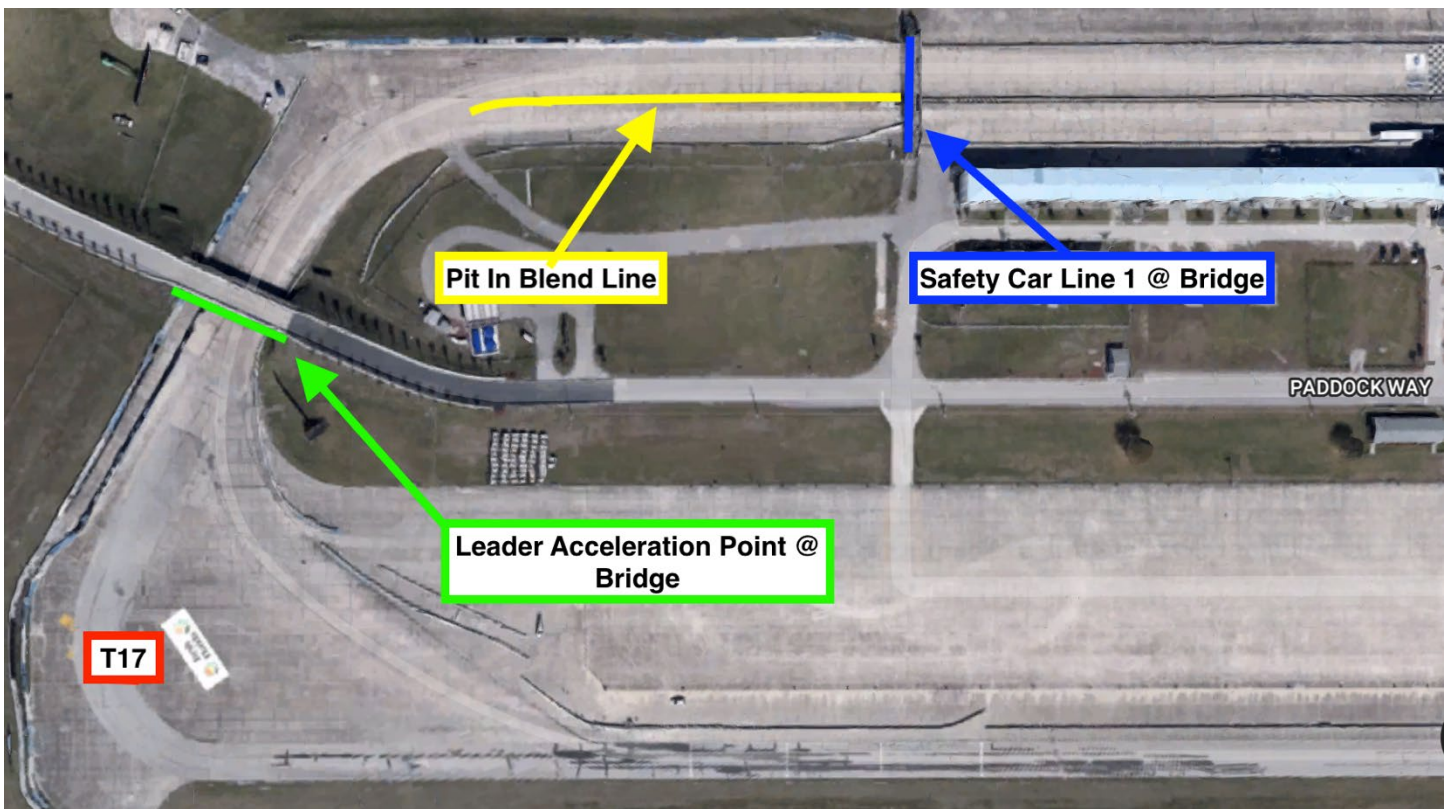 Pit In Blend Line
Safety Car Line 1 @ Bridge
PADDOCK WAY
Leader Acceleration Point @
Bridge
T17